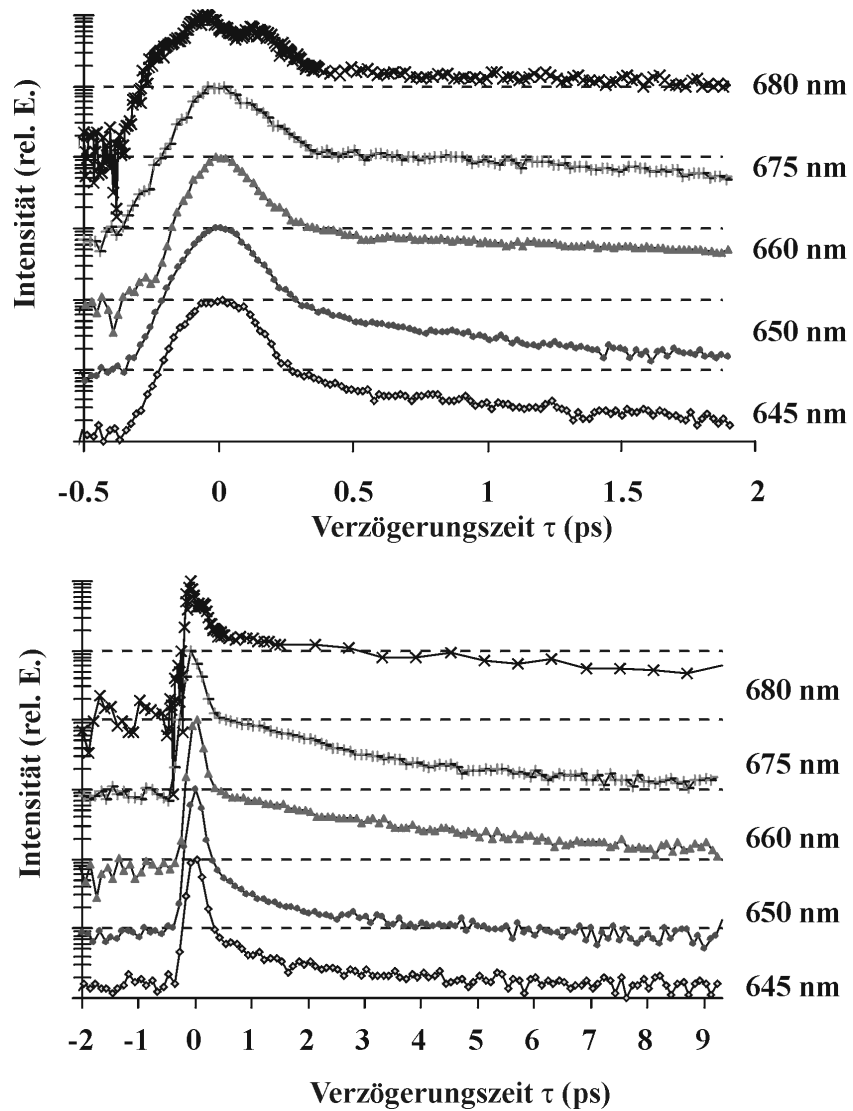 Intensität (rel. E.)
680 nm
675 nm
660 nm
650 nm
645 nm
-0.5 0 0.5 1 1.5 2
Verzögerungszeit τ (ps)
Intensität (rel. E.)
680 nm
675 nm
660 nm
650 nm
645 nm
-2 -1 0 1 2 3 4 5 6 7 8 9
Verzögerungszeit τ (ps)